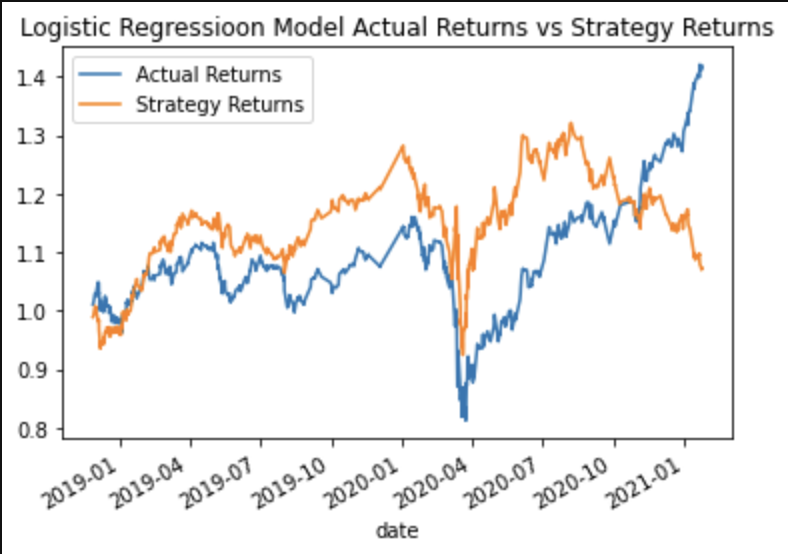 Logistic Regressioon Model Actual Returns vs Strategy Returns
Actual Returns
Strategy Returns
1.4
1.3
1.2
1.1
1.0
0.9
0.8
2019-01 2019-04 2019-07 2019-10 2020-01 2020-04 2020-07 2020-10 2021-01
date